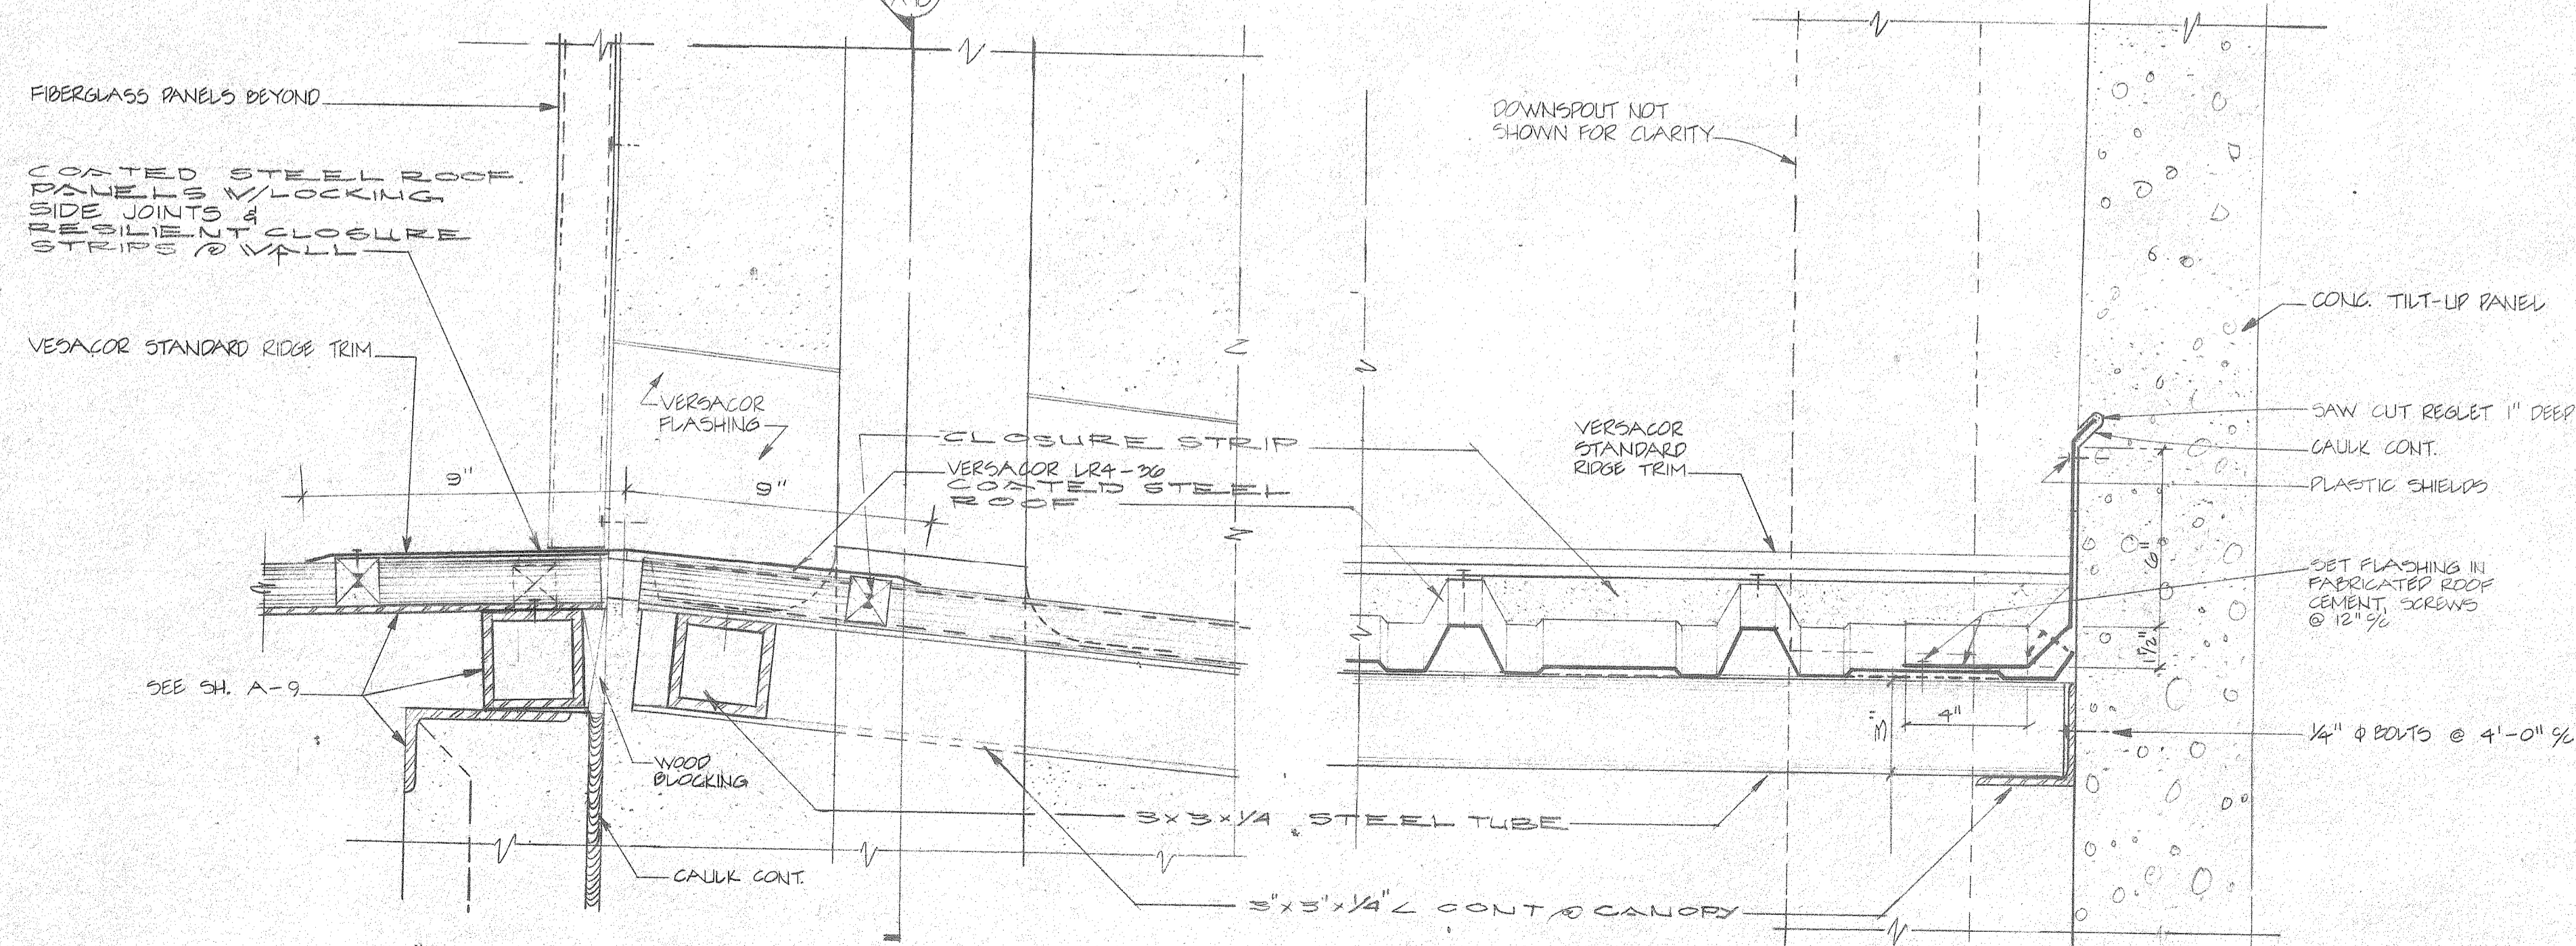 FIBERGLASS PANELS BEYOND
COATED STEEL ROOF
PANELS W/LOCKING
SIDE JOINTS &
RESILIENT CLOSURE
STRIPS @ WALL
VESACOR STANDARD RIDGE TRIM
9"
9"
VERSACOR
FLASHING
CLOSURE STRIP
VERSACOR LR4-36
COATED STEEL
ROOF
SEE SH. A-9
WOOD
BLOCKING
CAULK CONT.
3x3x1/4 STEEL TUBE
3"x3"x1/4" L CONT @ CANOPY
DOWNSPOUT NOT
SHOWN FOR CLARITY
VERSACOR
STANDARD
RIDGE TRIM
CONC. TILT-UP PANEL
SAW CUT REGLET 1" DEEP
CAULK CONT.
PLASTIC SHIELDS
6"
SET FLASHING IN
FABRICATED ROOF
CEMENT, SCREWS
@ 12" %
1 1/2"
3"
4"
1/4" φ BOLTS @ 4'-0" %